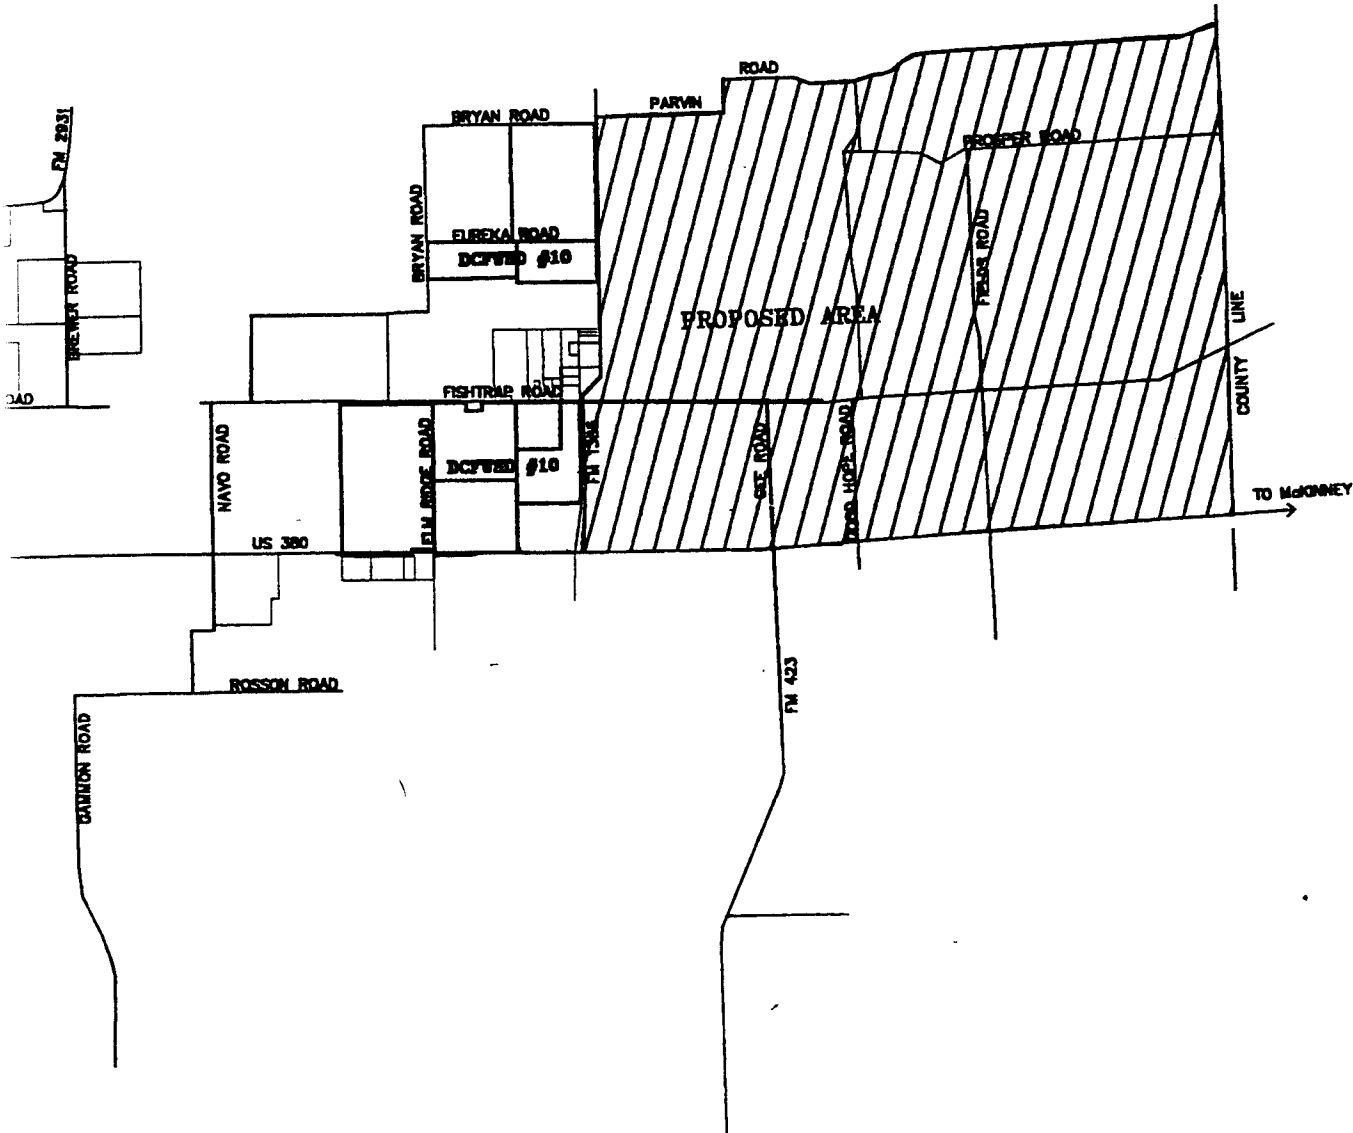 ROAD
PARVIN
BRYAN ROAD
FM 2931
PROSPER ROAD
BRYAN ROAD
EUREKA ROAD
DCFWSD #10
FIELDS ROAD
BREWER ROAD
PROPOSED AREA
COUNTY LINE
FISHTRAP ROAD
OAD
NAVO ROAD
ELM RIDGE ROAD
DCFWSD #10
FM 1385
GEE ROAD
GOOD HOPE ROAD
TO McKINNEY
US 380
ROSSON ROAD
FM 423
GAMMON ROAD